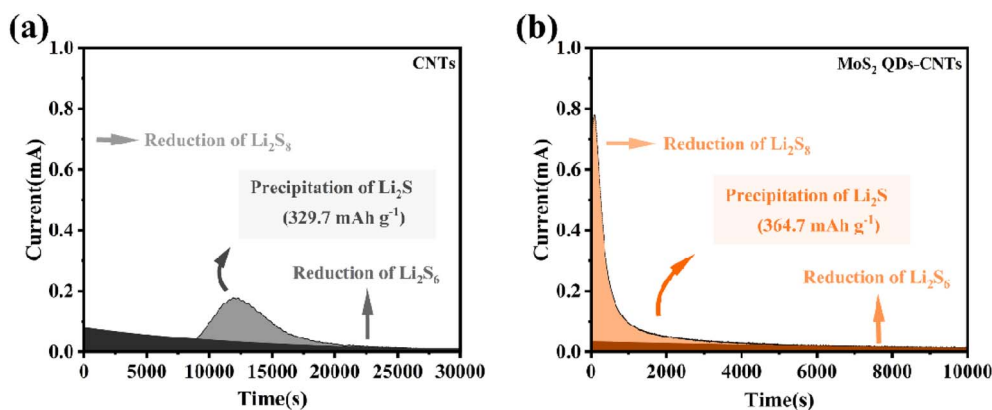 (a)
CNTs
1.0
0.8
0.6
0.4
0.2
0.0
Current(mA)
Reduction of Li₂S₈
Precipitation of Li₂S
(329.7 mAh g⁻¹)
Reduction of Li₂S₆
0 5000 10000 15000 20000 25000 30000
Time(s)
(b)
MoS₂ QDs-CNTs
1.0
0.8
0.6
0.4
0.2
0.0
Current(mA)
Reduction of Li₂S₈
Precipitation of Li₂S
(364.7 mAh g⁻¹)
Reduction of Li₂S₆
0 2000 4000 6000 8000 10000
Time(s)